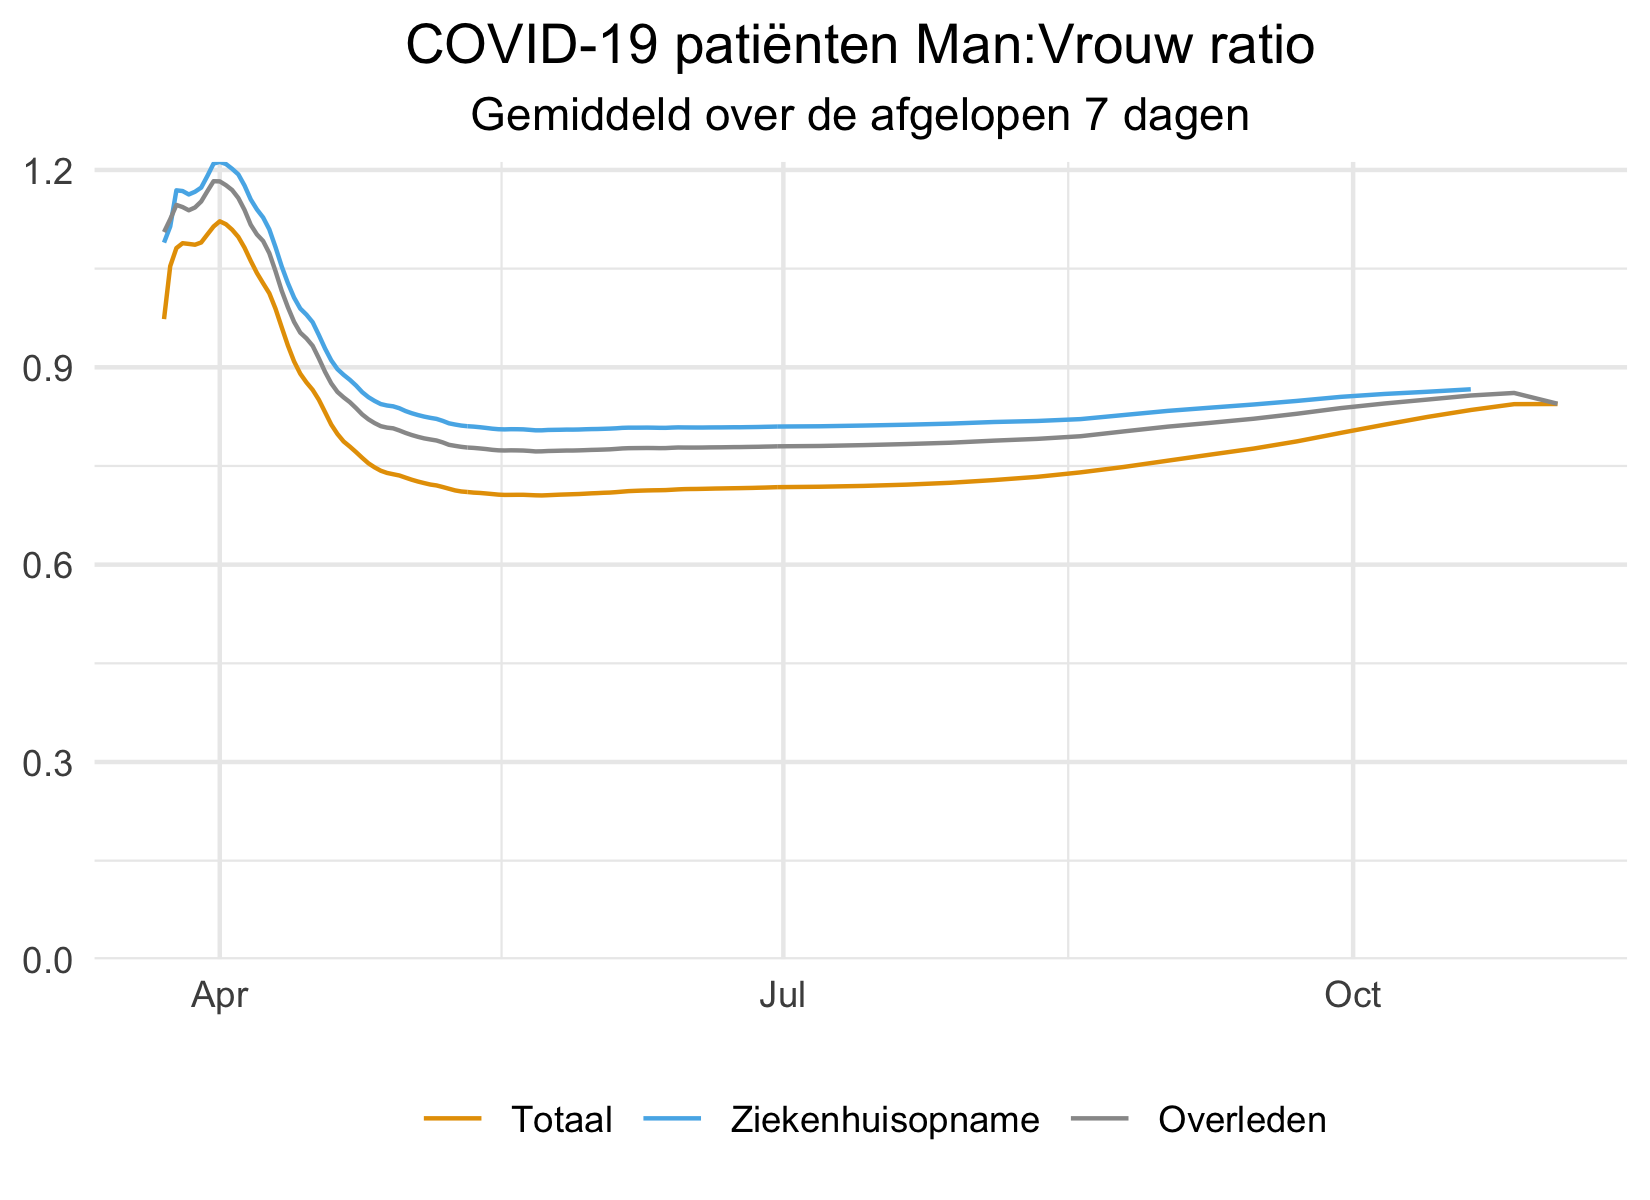 COVID-19 patiënten Man:Vrouw ratio
Gemiddeld over de afgelopen 7 dagen
1.2
0.9
0.6
0.3
0.0
Apr Jul Oct
Totaal Ziekenhuisopname Overleden